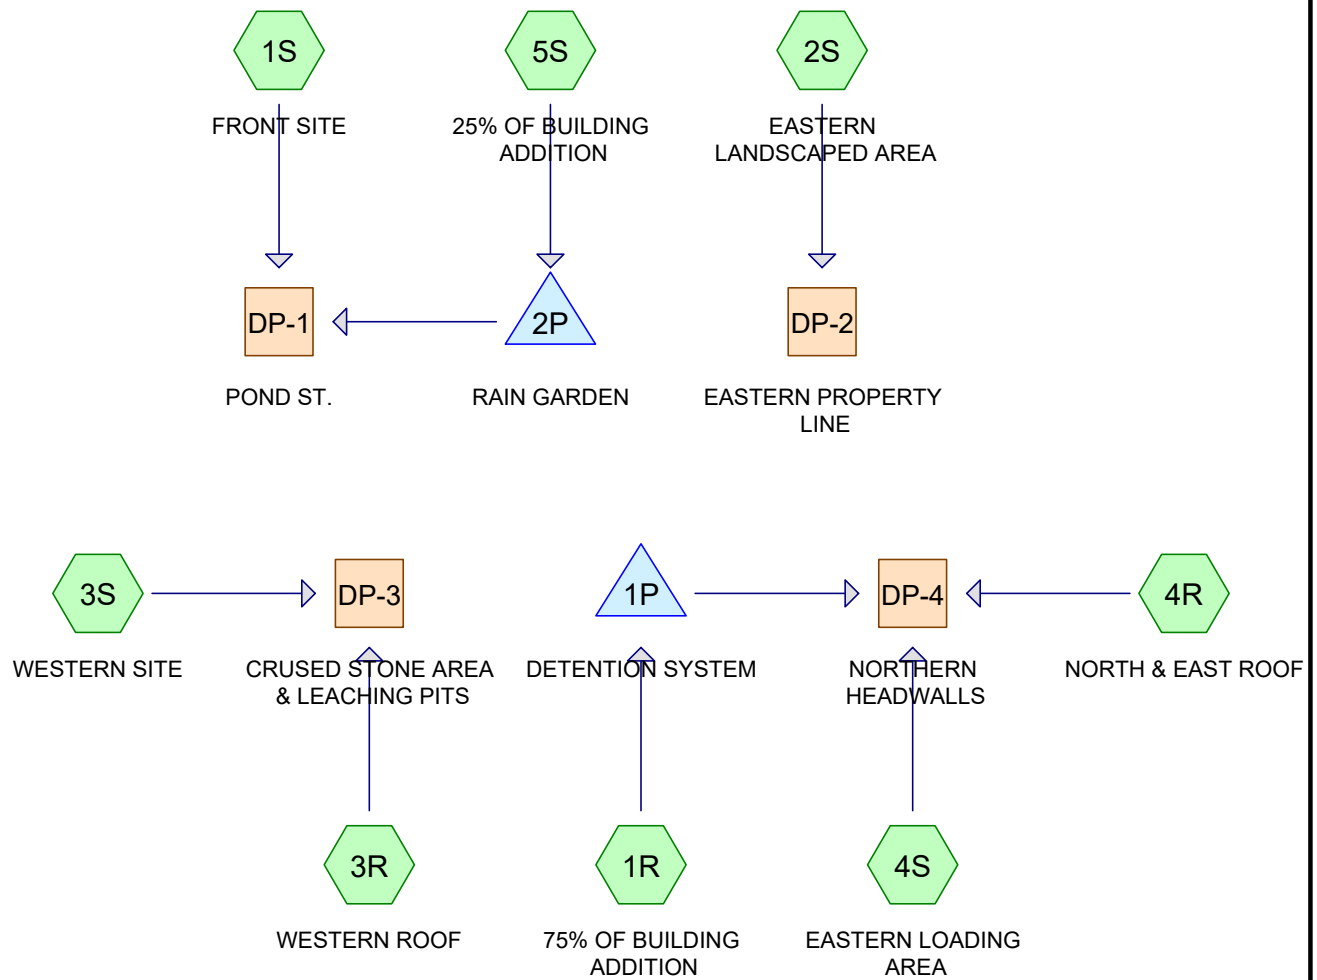 1S
5S
2S
FRONT SITE
25% OF BUILDING
ADDITION
EASTERN
LANDSCAPED AREA
DP-1
2P
DP-2
POND ST.
RAIN GARDEN
EASTERN PROPERTY
LINE
3S
DP-3
1P
DP-4
4R
WESTERN SITE
CRUSED STONE AREA
& LEACHING PITS
DETENTION SYSTEM
NORTHERN
HEADWALLS
NORTH & EAST ROOF
3R
1R
4S
WESTERN ROOF
75% OF BUILDING
ADDITION
EASTERN LOADING
AREA